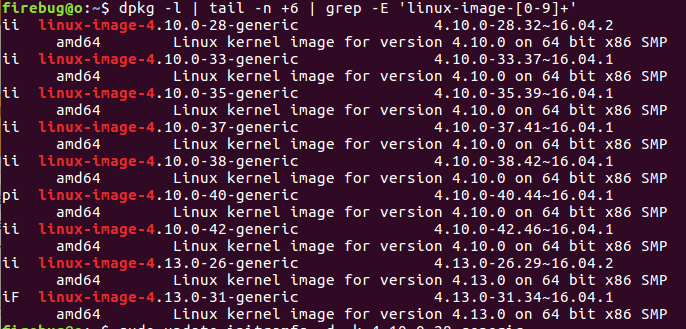 firebug@o:~$ dpkg -l | tail -n +6 | grep -E 'linux-image-[0-9]+'
ii  linux-image-4.10.0-28-generic                 4.10.0-28.32~16.04.2
      amd64        Linux kernel image for version 4.10.0 on 64 bit x86 SMP
ii  linux-image-4.10.0-33-generic                 4.10.0-33.37~16.04.1
      amd64        Linux kernel image for version 4.10.0 on 64 bit x86 SMP
ii  linux-image-4.10.0-35-generic                 4.10.0-35.39~16.04.1
      amd64        Linux kernel image for version 4.10.0 on 64 bit x86 SMP
ii  linux-image-4.10.0-37-generic                 4.10.0-37.41~16.04.1
      amd64        Linux kernel image for version 4.10.0 on 64 bit x86 SMP
ii  linux-image-4.10.0-38-generic                 4.10.0-38.42~16.04.1
      amd64        Linux kernel image for version 4.10.0 on 64 bit x86 SMP
pi  linux-image-4.10.0-40-generic                 4.10.0-40.44~16.04.1
      amd64        Linux kernel image for version 4.10.0 on 64 bit x86 SMP
ii  linux-image-4.10.0-42-generic                 4.10.0-42.46~16.04.1
      amd64        Linux kernel image for version 4.10.0 on 64 bit x86 SMP
ii  linux-image-4.13.0-26-generic                 4.13.0-26.29~16.04.2
      amd64        Linux kernel image for version 4.13.0 on 64 bit x86 SMP
iF  linux-image-4.13.0-31-generic                 4.13.0-31.34~16.04.1
      amd64        Linux kernel image for version 4.13.0 on 64 bit x86 SMP
firebug@o:~$ sudo update-initramfs -d -k